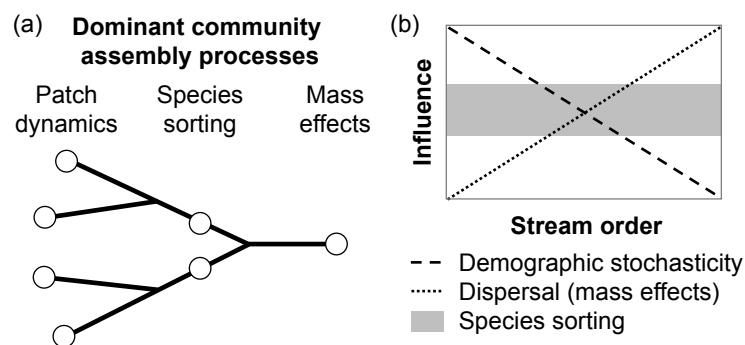 (a) Dominant community
assembly processes
Patch
dynamics
Species
sorting
Mass
effects
(b)
Influence
Stream order
Demographic stochasticity
Dispersal (mass effects)
Species sorting